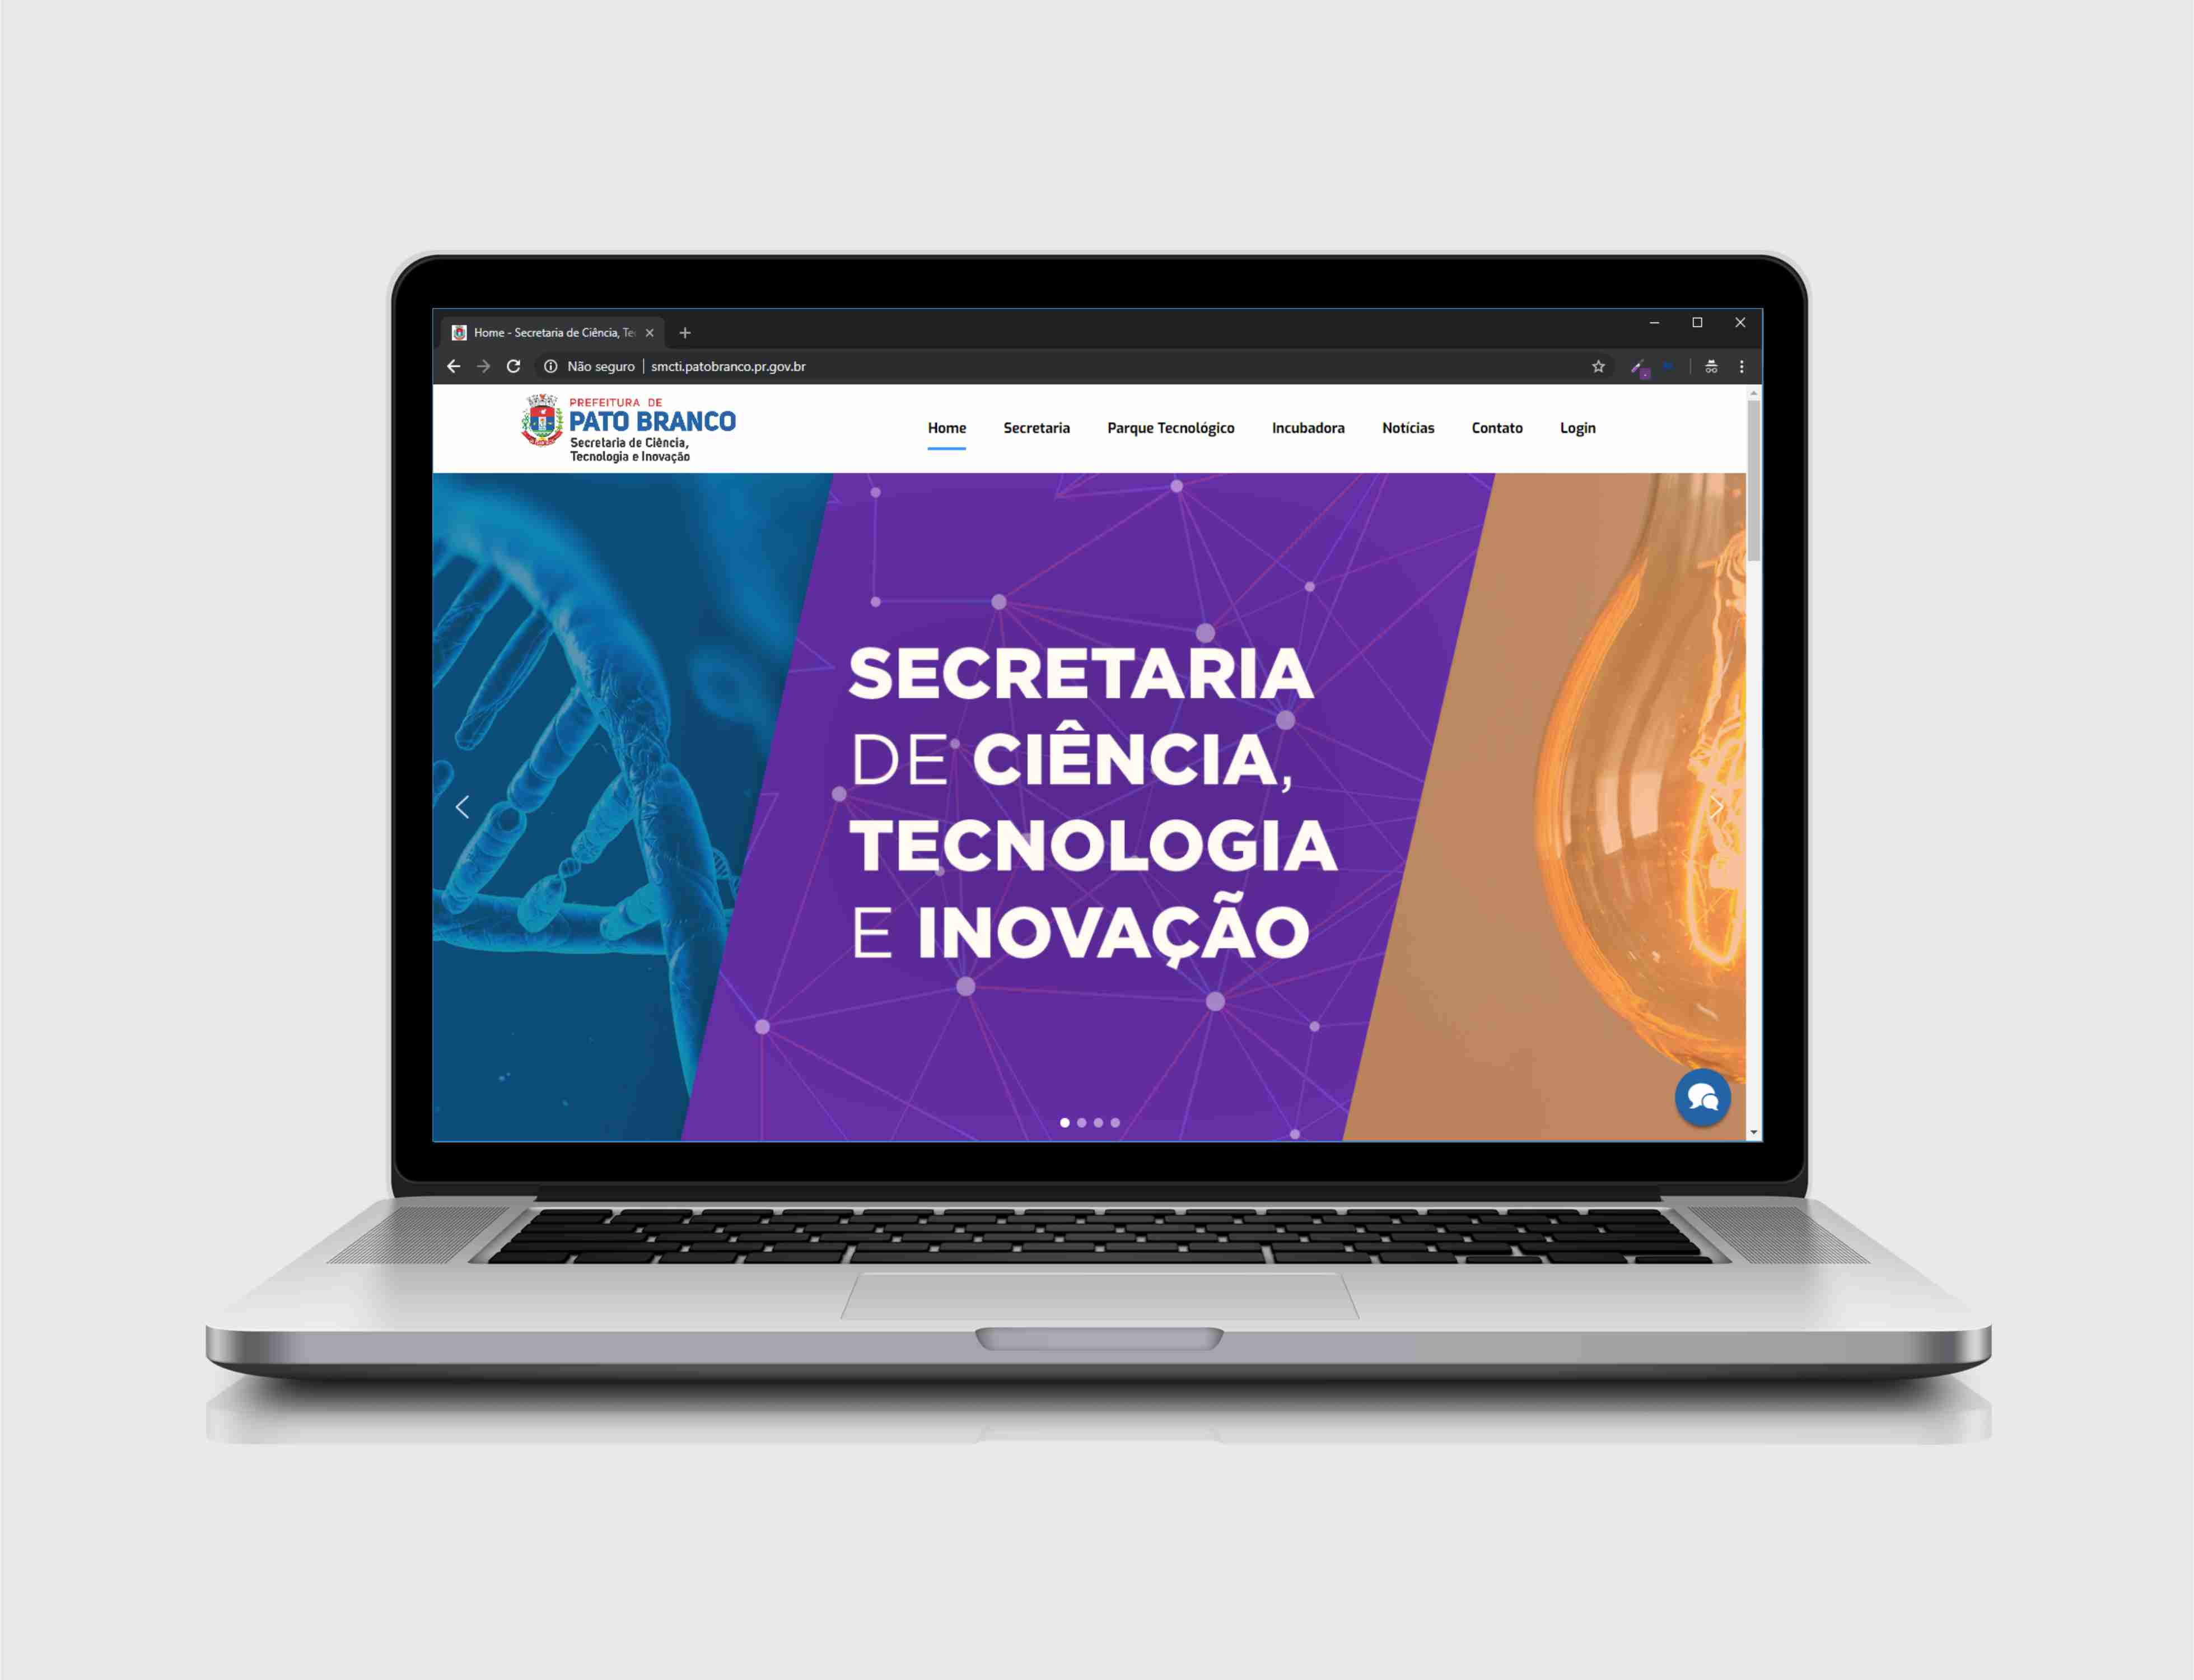 Home - Secretaria de Ciência, Te
Não seguro | smcti.patobranco.pr.gov.br
PREFEITURA DE
PATO BRANCO
Secretaria de Ciência,
Tecnologia e Inovação
Home Secretaria Parque Tecnológico Incubadora Notícias Contato Login
SECRETARIA
DE CIÊNCIA,
TECNOLOGIA
E INOVAÇÃO